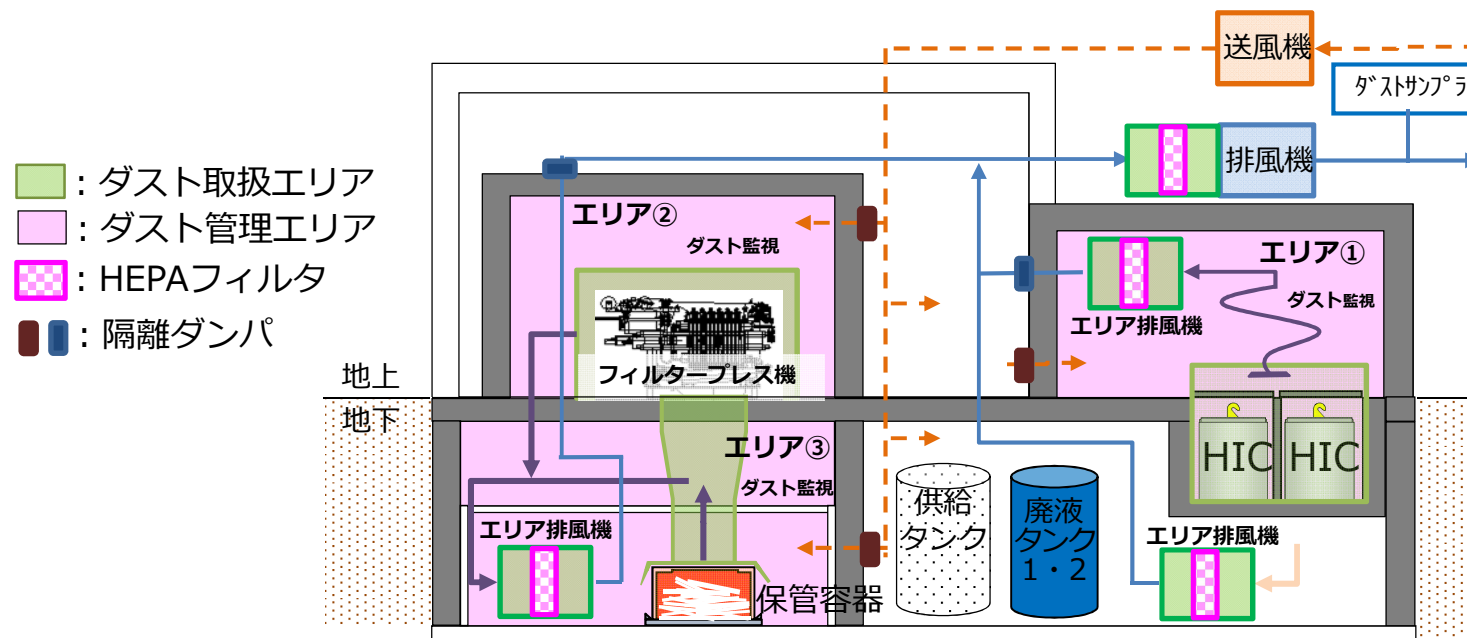 送風機
ダストサンプラ
排風機
：ダスト取扱エリア
：ダスト管理エリア
：HEPAフィルタ
：隔離ダンパ
エリア②
ダスト監視
フィルタープレス機
エリア①
ダスト監視
エリア排風機
地上
地下
エリア③
ダスト監視
エリア排風機
保管容器
供給
タンク
廃液
タンク
1・2
HIC
HIC
エリア排風機